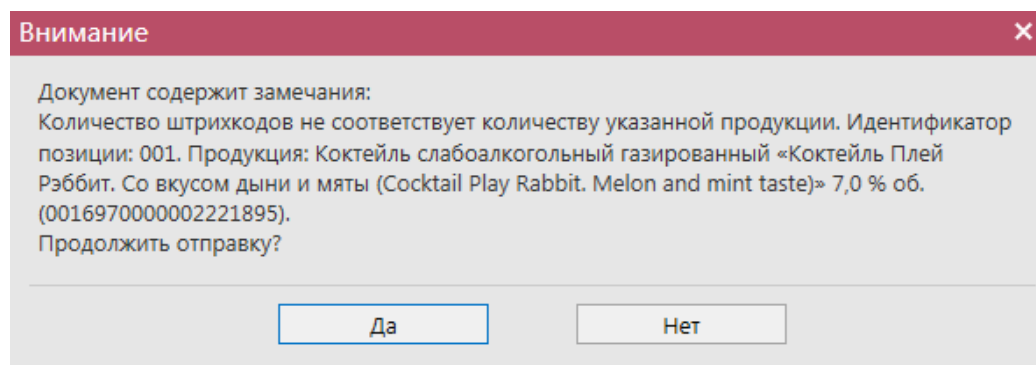 Внимание
Документ содержит замечания:
Количество штрихкодов не соответствует количеству указанной продукции. Идентификатор
позиции: 001. Продукция: Коктейль слабоалкогольный газированный «Коктейль Плей
Рэббит. Со вкусом дыни и мяты (Cocktail Play Rabbit. Melon and mint taste)» 7,0 % об.
(0016970000002221895).
Продолжить отправку?
Да Нет